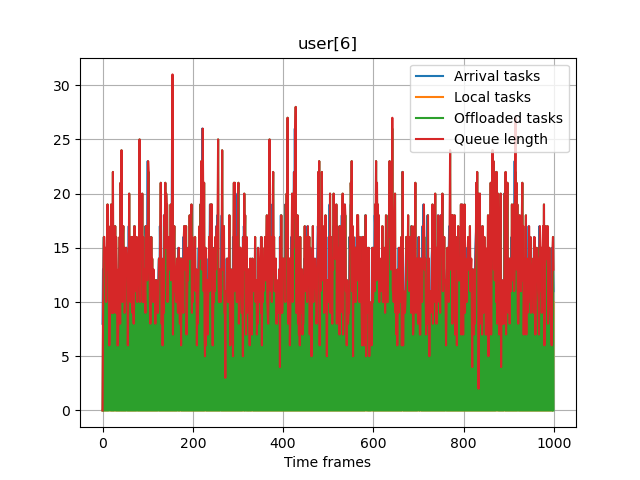 user[6]
Arrival tasks
Local tasks
Offloaded tasks
Queue length
30
25
20
15
10
5
0
0 200 400 600 800 1000
Time frames